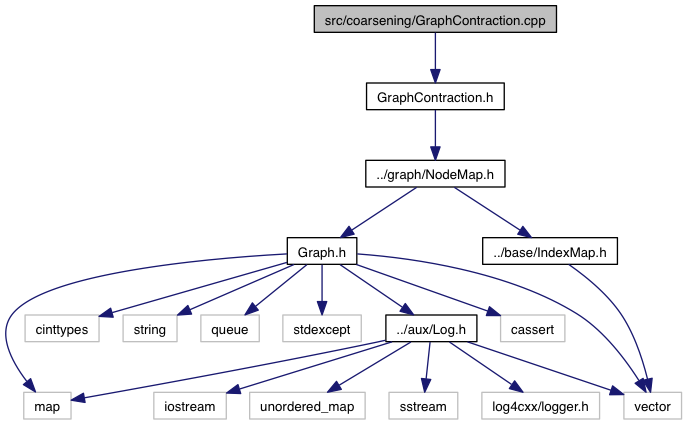 src/coarsening/GraphContraction.cpp
GraphContraction.h
../graph/NodeMap.h
Graph.h
../base/IndexMap.h
cinttypes
string
queue
stdexcept
../aux/Log.h
cassert
map
iostream
unordered_map
sstream
log4cxx/logger.h
vector